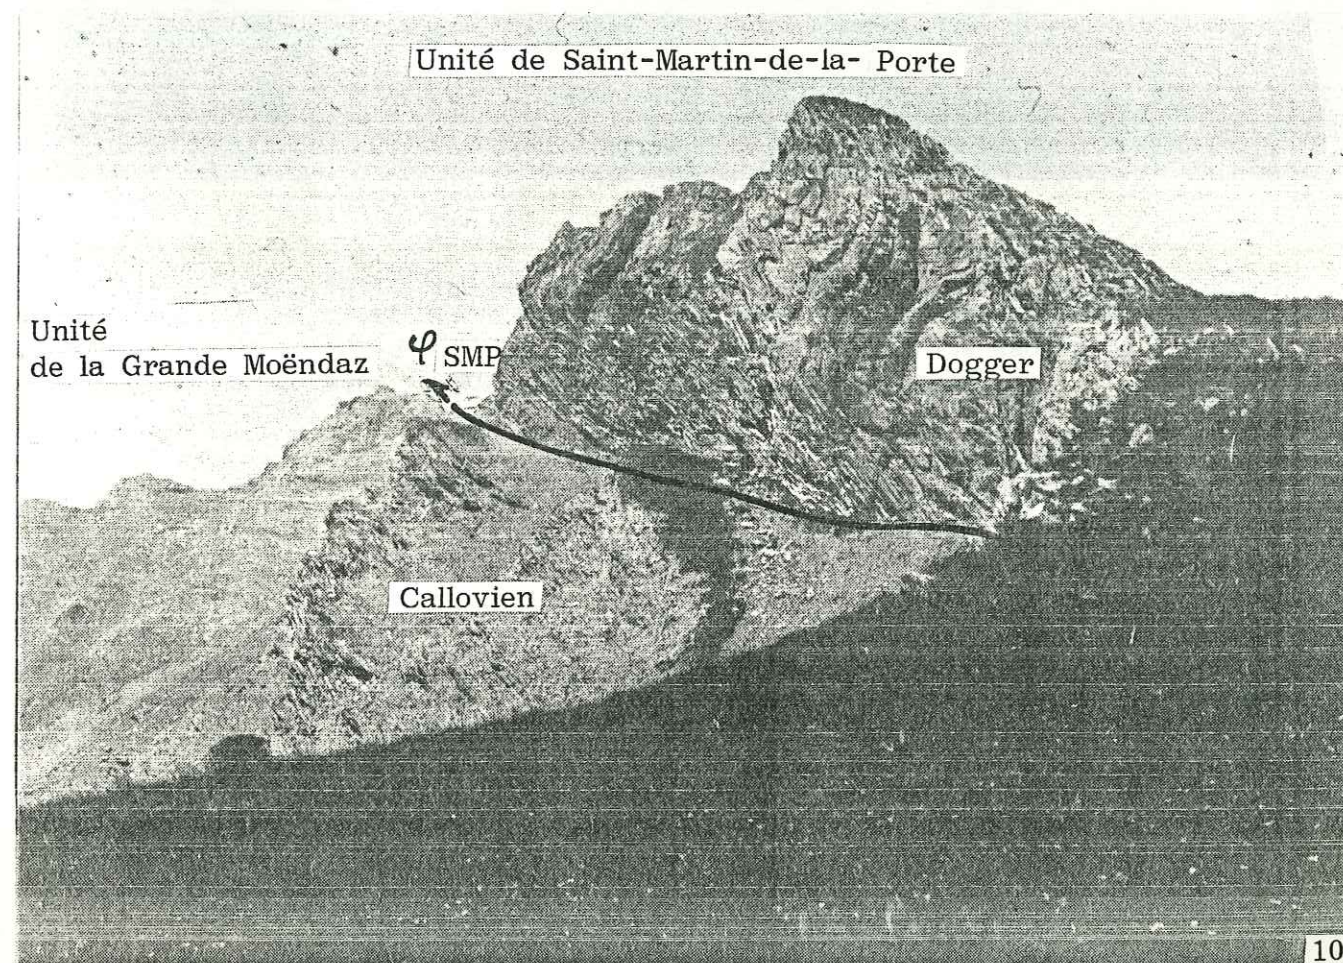 Unité de Saint-Martin-de-la- Porte
Unité
de la Grande Moëndaz
φ SMP
Dogger
Callovien
10